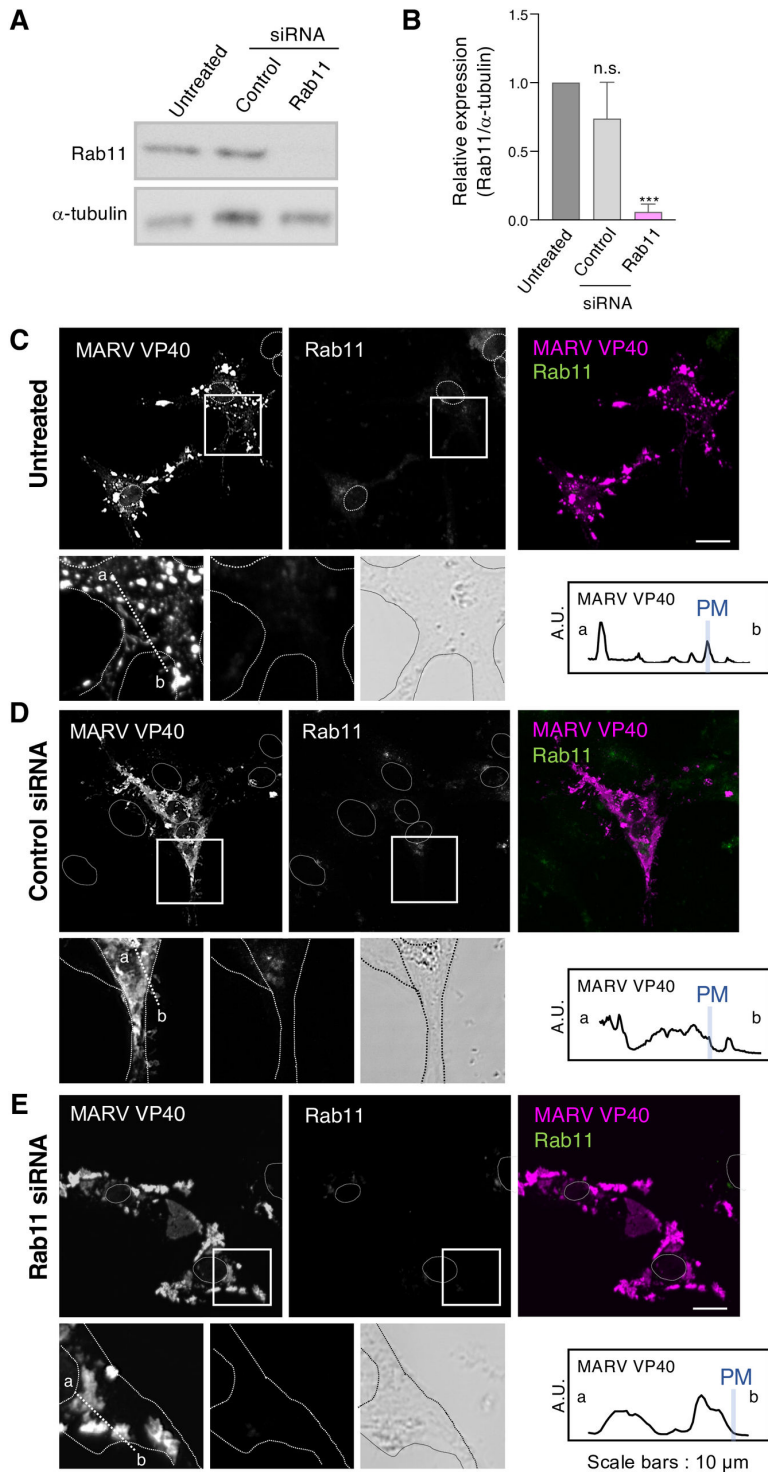 A
siRNA
Untreated
Control
Rab11
Rab11
α-tubulin
B
Relative expression
(Rab11/α-tubulin)
1.5
1.0
0.5
0.0
n.s.
***
Untreated
Control
Rab11
siRNA
C
Untreated
MARV VP40
Rab11
MARV VP40
Rab11
a
b
MARV VP40
PM
A.U.
a
b
D
Control siRNA
MARV VP40
Rab11
MARV VP40
Rab11
a
b
MARV VP40
PM
A.U.
a
b
E
Rab11 siRNA
MARV VP40
Rab11
MARV VP40
Rab11
a
b
MARV VP40
PM
A.U.
a
b
Scale bars : 10 μm